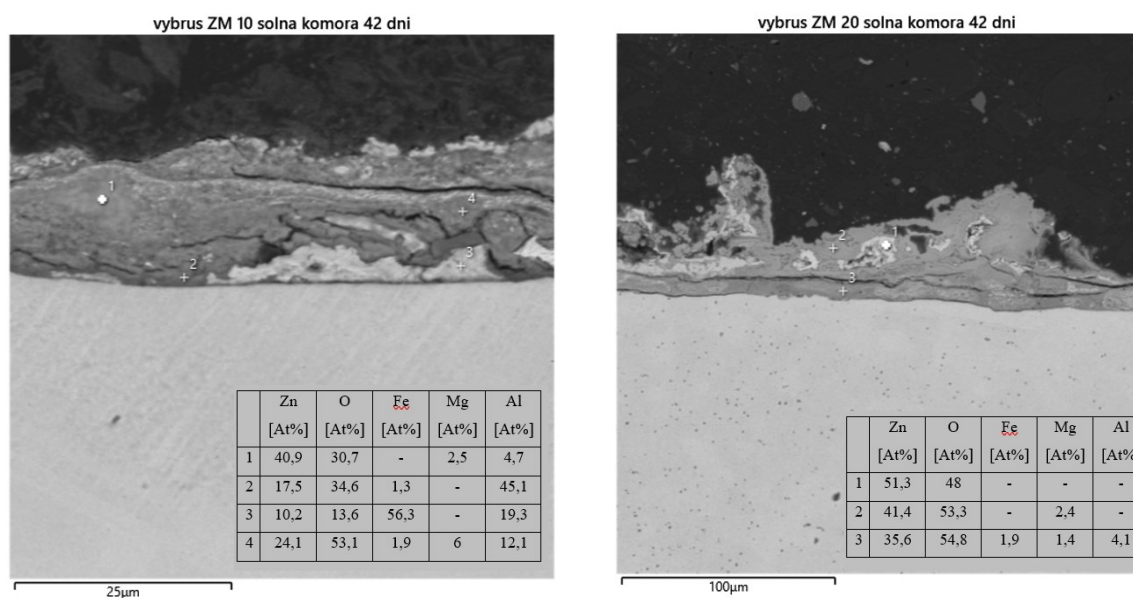 vybrus ZM 10 solna komora 42 dni
1
4
3
2
Zn O Fe Mg Al
[At%] [At%] [At%] [At%] [At%]
1 40,9 30,7 - 2,5 4,7
2 17,5 34,6 1,3 - 45,1
3 10,2 13,6 56,3 - 19,3
4 24,1 53,1 1,9 6 12,1
25μm
vybrus ZM 20 solna komora 42 dni
1
2
3
Zn O Fe Mg Al
[At%] [At%] [At%] [At%] [At%
1 51,3 48 - - -
2 41,4 53,3 - 2,4 -
3 35,6 54,8 1,9 1,4 4,1
100μm